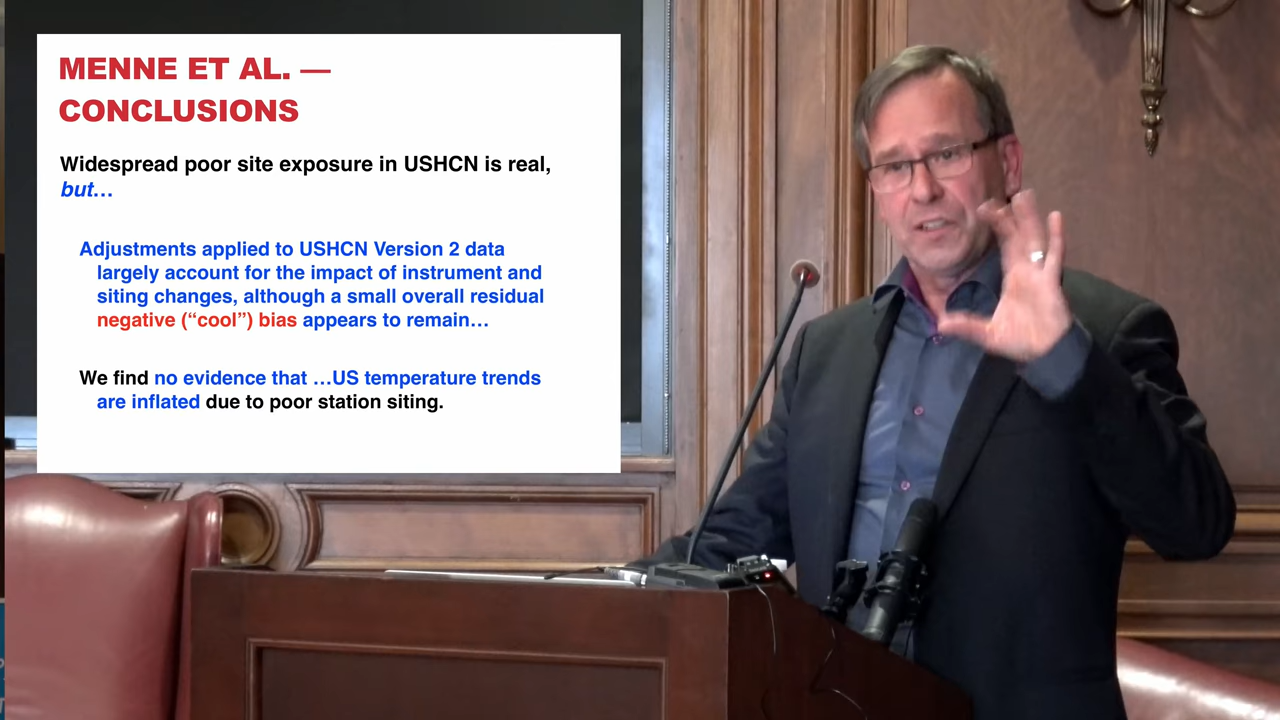 MENNE ET AL. —
CONCLUSIONS
Widespread poor site exposure in USHCN is real,
but…
Adjustments applied to USHCN Version 2 data
largely account for the impact of instrument and
siting changes, although a small overall residual
negative (“cool”) bias appears to remain…
We find no evidence that …US temperature trends
are inflated due to poor station siting.